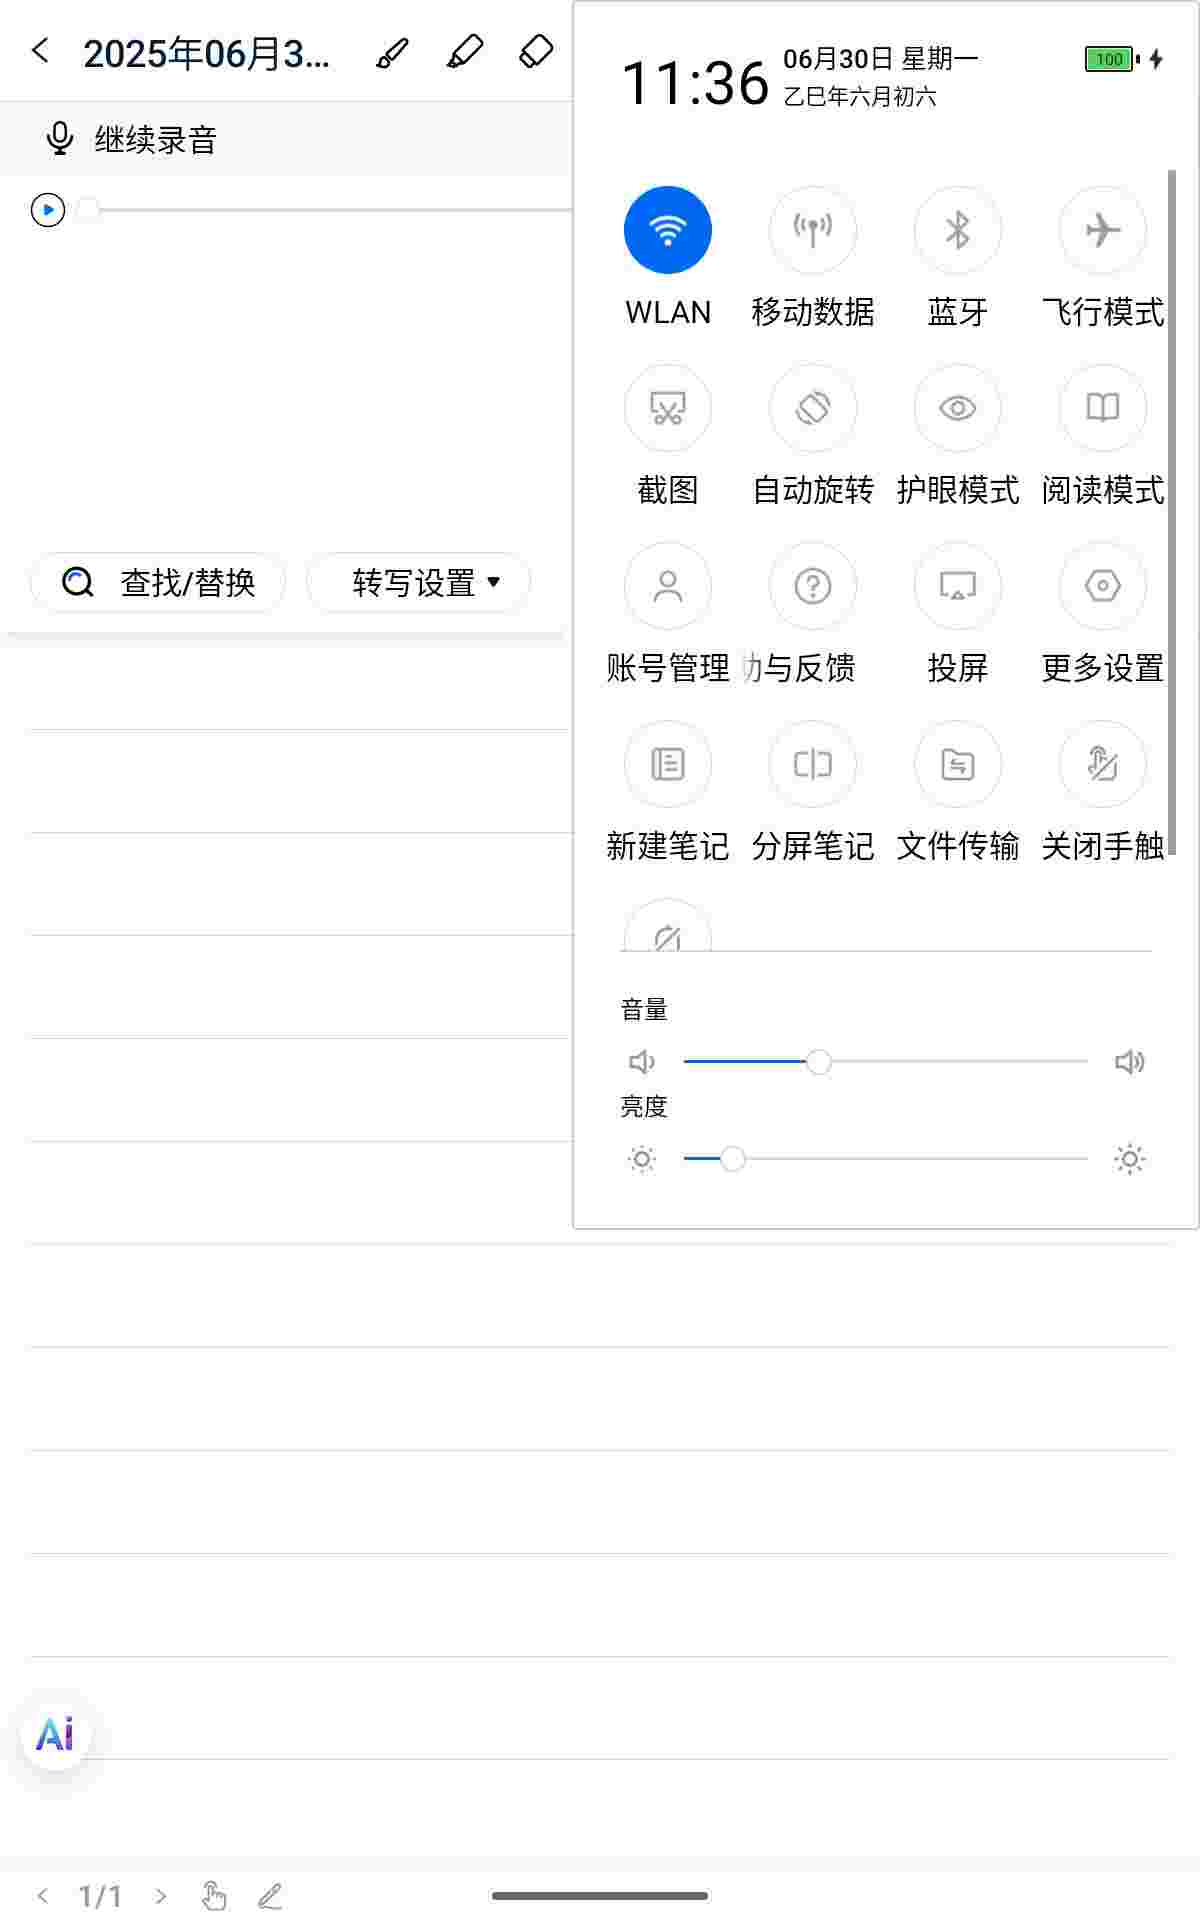 2025年06月3...
继续录音
查找/替换
转写设置
11:36
06月30日 星期一
乙巳年六月初六
100
WLAN 移动数据 蓝牙 飞行模式
截图 自动旋转 护眼模式 阅读模式
账号管理 与反馈 投屏 更多设置
新建笔记 分屏笔记 文件传输 关闭手触
音量
亮度
Ai
1/1